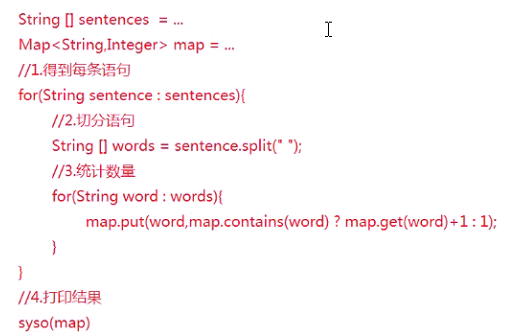 String [] sentences = ...
Map<String,Integer> map = ...
//1.得到每条语句
for(String sentence : sentences){
//2.切分语句
String [] words = sentence.split(" ");
//3.统计数量
for(String word : words){
map.put(word,map.contains(word) ? map.get(word)+1 : 1);
}
}
//4.打印结果
syso(map)